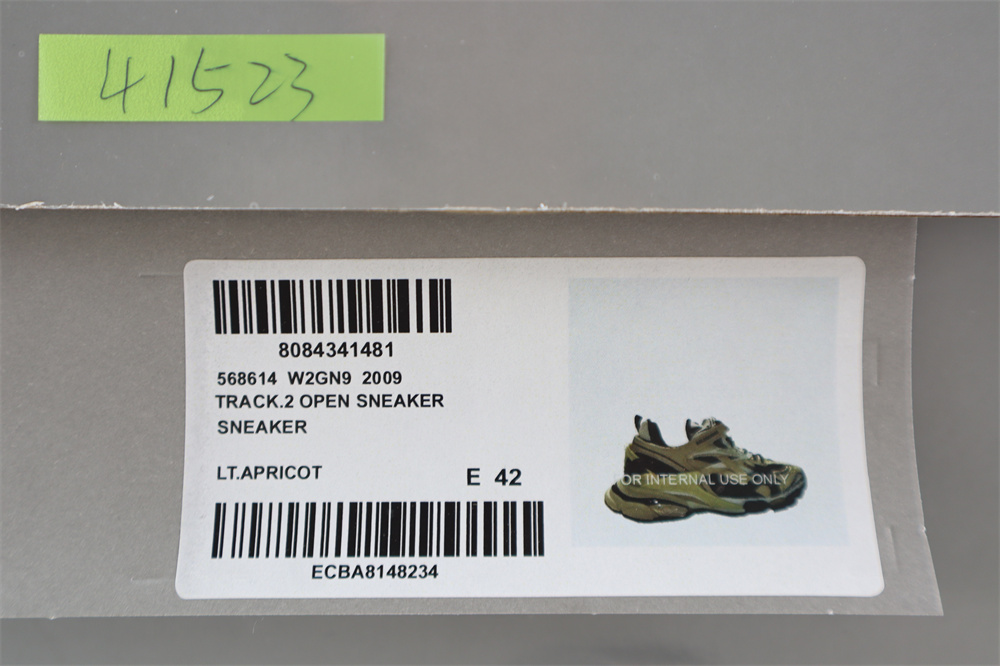 41523
8084341481
568614 W2GN9 2009
TRACK.2 OPEN SNEAKER
SNEAKER
LT.APRICOT E 42
OR INTERNAL USE ONLY
ECBA8148234